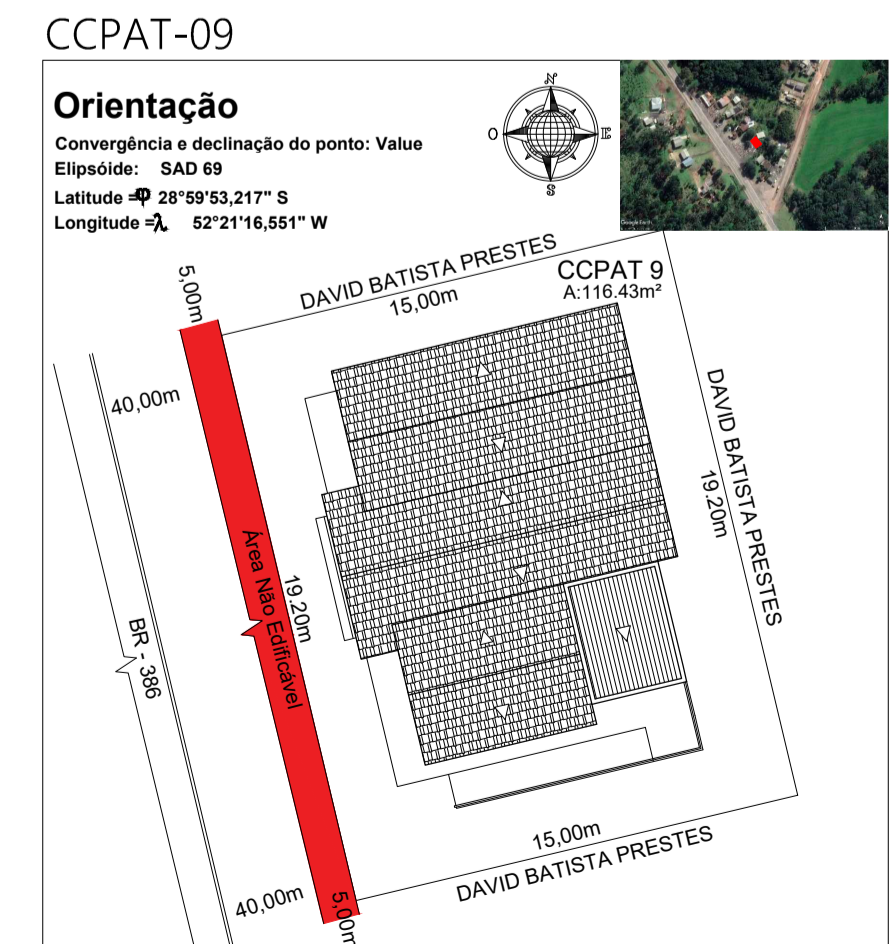 CCPAT-09
Orientação
Convergência e declinação do ponto: Value
Elipsóide: SAD 69
Latitude =φ 28°59'53,217" S
Longitude =λ 52°21'16,551" W
N
O
E
S
Google Earth
N
5,00m
DAVID BATISTA PRESTES
15,00m
CCPAT 9
A:116.43m²
40,00m
DAVID BATISTA PRESTES
19.20m
Área Não Edificável
19.20m
BR - 386
15,00m
DAVID BATISTA PRESTES
40,00m
5,00m